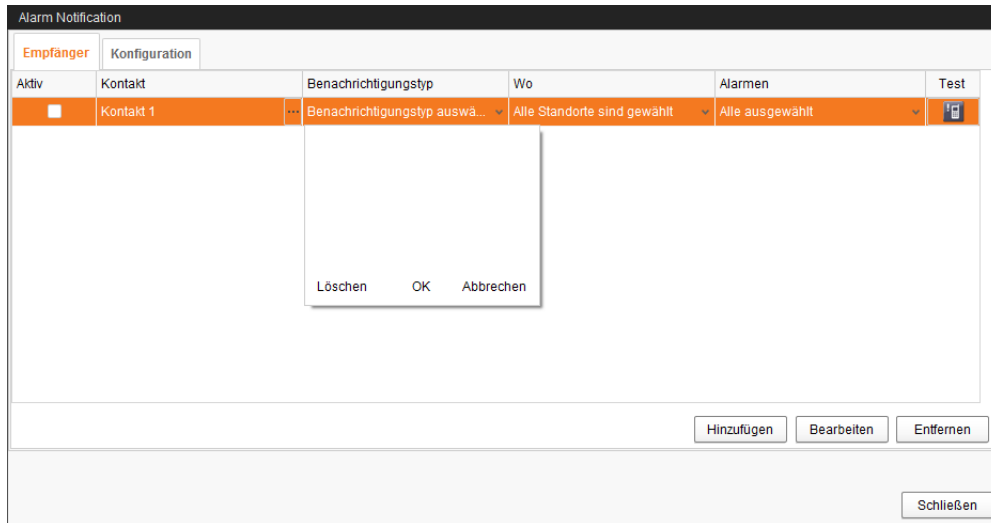 Alarm Notification
Empfänger Konfiguration
Aktiv Kontakt Benachrichtigungstyp Wo Alarmen Test
Kontakt 1 ... Benachrichtigungstyp auswä... Alle Standorte sind gewählt Alle ausgewählt
Löschen OK Abbrechen
Hinzufügen Bearbeiten Entfernen
Schließen